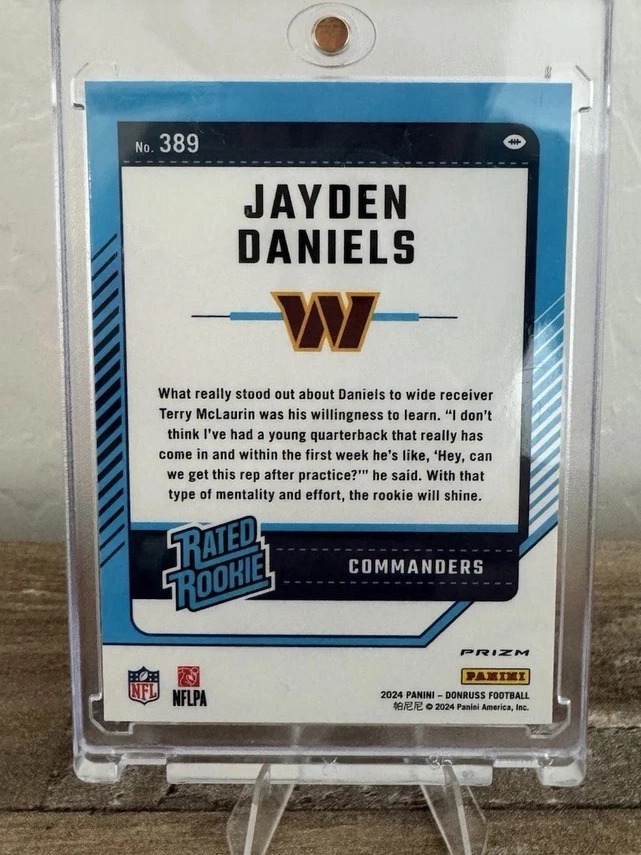 No. 389
JAYDEN
DANIELS
W
What really stood out about Daniels to wide receiver
Terry McLaurin was his willingness to learn. “I don’t
think I’ve had a young quarterback that really has
come in and within the first week he’s like, ‘Hey, can
we get this rep after practice?’” he said. With that
type of mentality and effort, the rookie will shine.
RATED
ROOKIE
COMMANDERS
PRIZM
PANINI
NFL
NFLPA
2024 PANINI – DONRUSS FOOTBALL
帕尼尼 © 2024 Panini America, Inc.